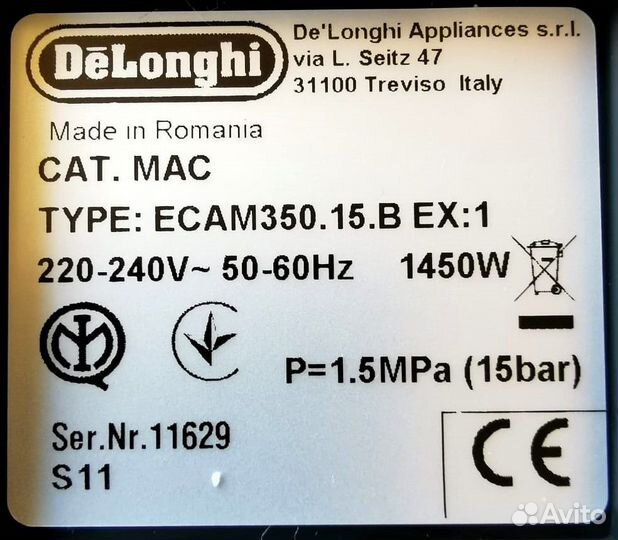 DeLonghi
De'Longhi Appliances s.r.l.
via L. Seitz 47
31100 Treviso Italy
Made in Romania
CAT. MAC
TYPE: ECAM350.15.B EX:1
220-240V~ 50-60Hz 1450W
IMQ
P=1.5MPa (15bar)
Ser.Nr.11629
S11
CE
Avito